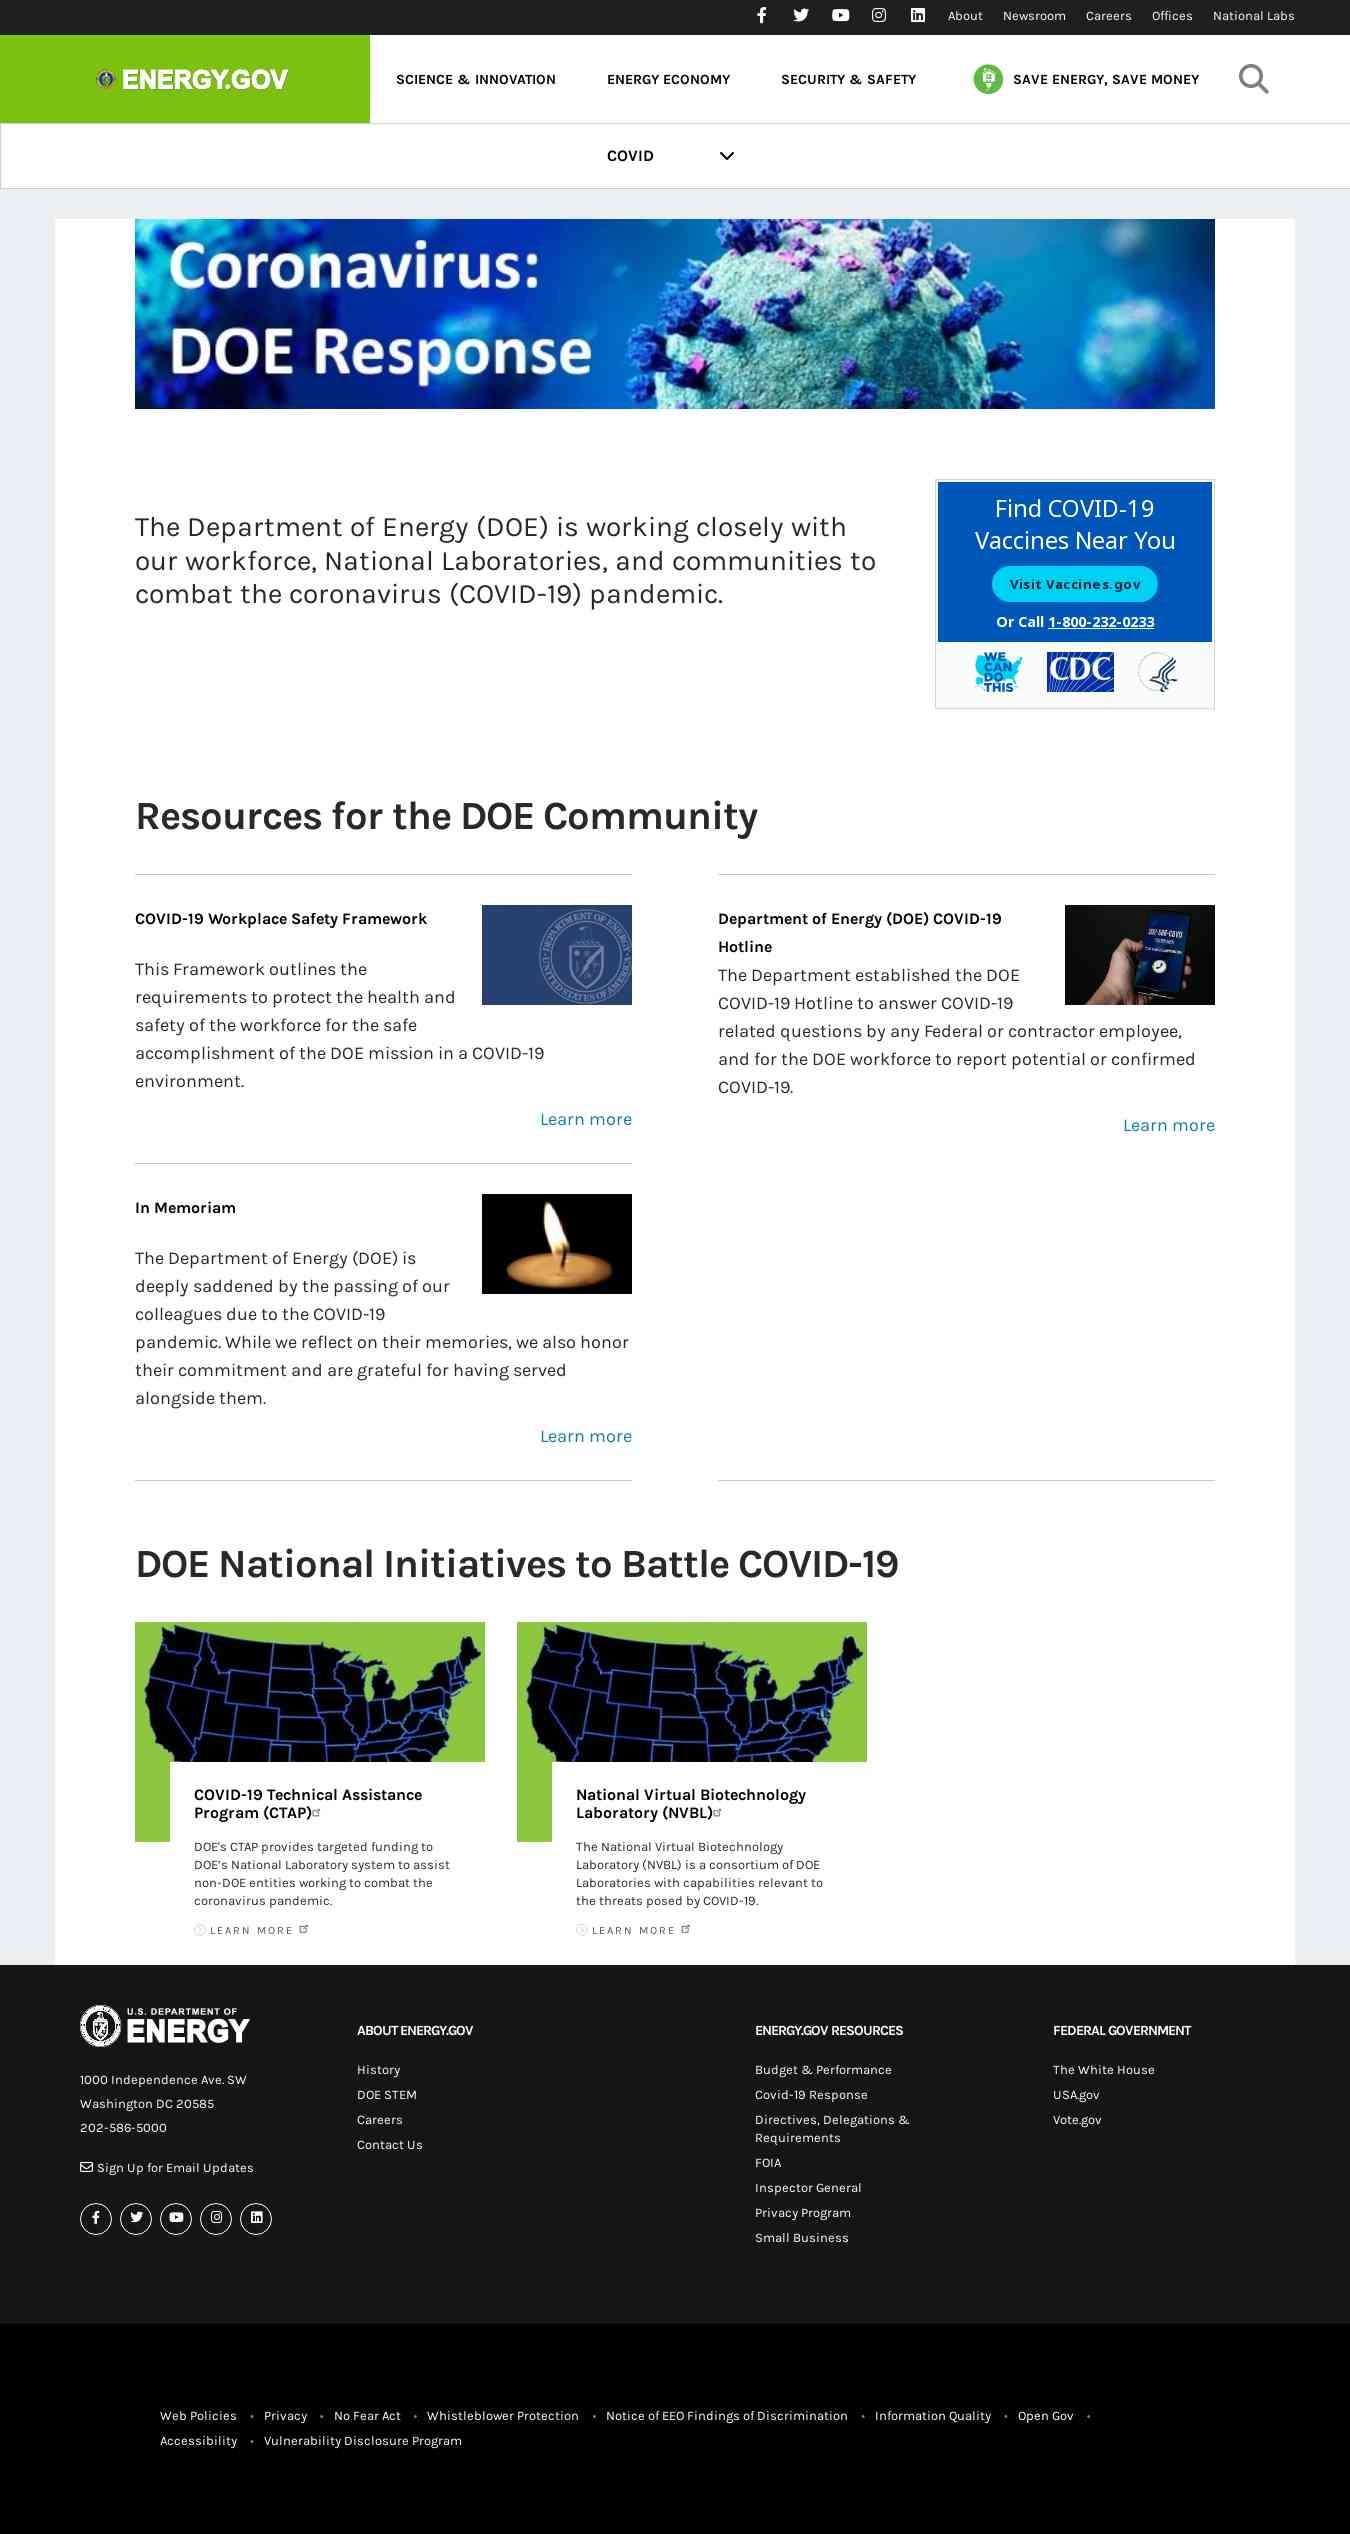 About Newsroom Careers Offices National Labs
ENERGY.GOV
SCIENCE & INNOVATION ENERGY ECONOMY SECURITY & SAFETY SAVE ENERGY, SAVE MONEY
COVID
Coronavirus:
DOE Response
The Department of Energy (DOE) is working closely with
our workforce, National Laboratories, and communities to
combat the coronavirus (COVID-19) pandemic.
Find COVID-19
Vaccines Near You
Visit Vaccines.gov
Or Call 1-800-232-0233
WE
CAN
DO
THIS
CDC
Resources for the DOE Community
COVID-19 Workplace Safety Framework
This Framework outlines the
requirements to protect the health and
safety of the workforce for the safe
accomplishment of the DOE mission in a COVID-19
environment.
Learn more
Department of Energy (DOE) COVID-19
Hotline
The Department established the DOE
COVID-19 Hotline to answer COVID-19
related questions by any Federal or contractor employee,
and for the DOE workforce to report potential or confirmed
COVID-19.
Learn more
In Memoriam
The Department of Energy (DOE) is
deeply saddened by the passing of our
colleagues due to the COVID-19
pandemic. While we reflect on their memories, we also honor
their commitment and are grateful for having served
alongside them.
Learn more
DOE National Initiatives to Battle COVID-19
COVID-19 Technical Assistance
Program (CTAP)
DOE's CTAP provides targeted funding to
DOE's National Laboratory system to assist
non-DOE entities working to combat the
coronavirus pandemic.
LEARN MORE
National Virtual Biotechnology
Laboratory (NVBL)
The National Virtual Biotechnology
Laboratory (NVBL) is a consortium of DOE
Laboratories with capabilities relevant to
the threats posed by COVID-19.
LEARN MORE
U.S. DEPARTMENT OF
ENERGY
1000 Independence Ave. SW
Washington DC 20585
202-586-5000
Sign Up for Email Updates
ABOUT ENERGY.GOV
History
DOE STEM
Careers
Contact Us
ENERGY.GOV RESOURCES
Budget & Performance
Covid-19 Response
Directives, Delegations &
Requirements
FOIA
Inspector General
Privacy Program
Small Business
FEDERAL GOVERNMENT
The White House
USA.gov
Vote.gov
Web Policies • Privacy • No Fear Act • Whistleblower Protection • Notice of EEO Findings of Discrimination • Information Quality • Open Gov •
Accessibility • Vulnerability Disclosure Program